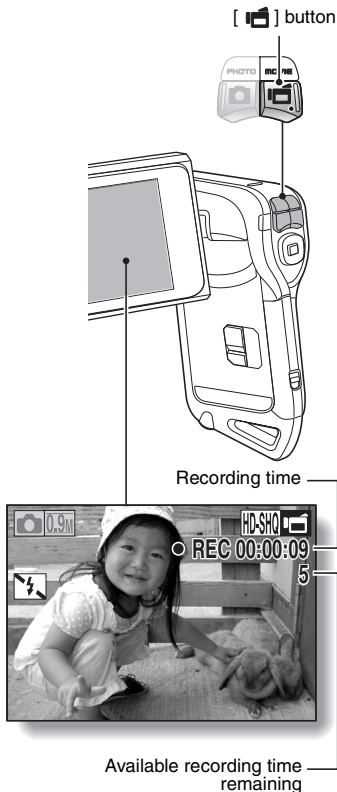 [ ] button
PHOTO MOVIE
Recording time
0.9M HD-SHQ
REC 00:00:09
5
Available recording time
remaining